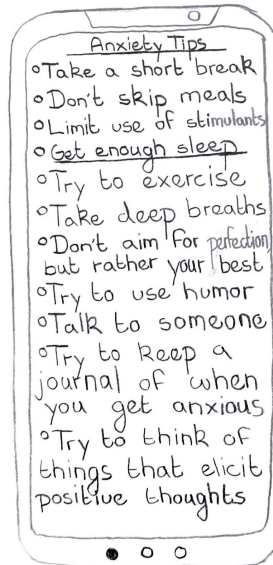 Anxiety Tips
Take a short break
Don't skip meals
Limit use of stimulants
Get enough sleep
Try to exercise
Take deep breaths
Don't aim for perfection,
but rather your best
Try to use humor
Talk to someone
Try to keep a
journal of when
you get anxious
Try to think of
things that elicit
positive thoughts